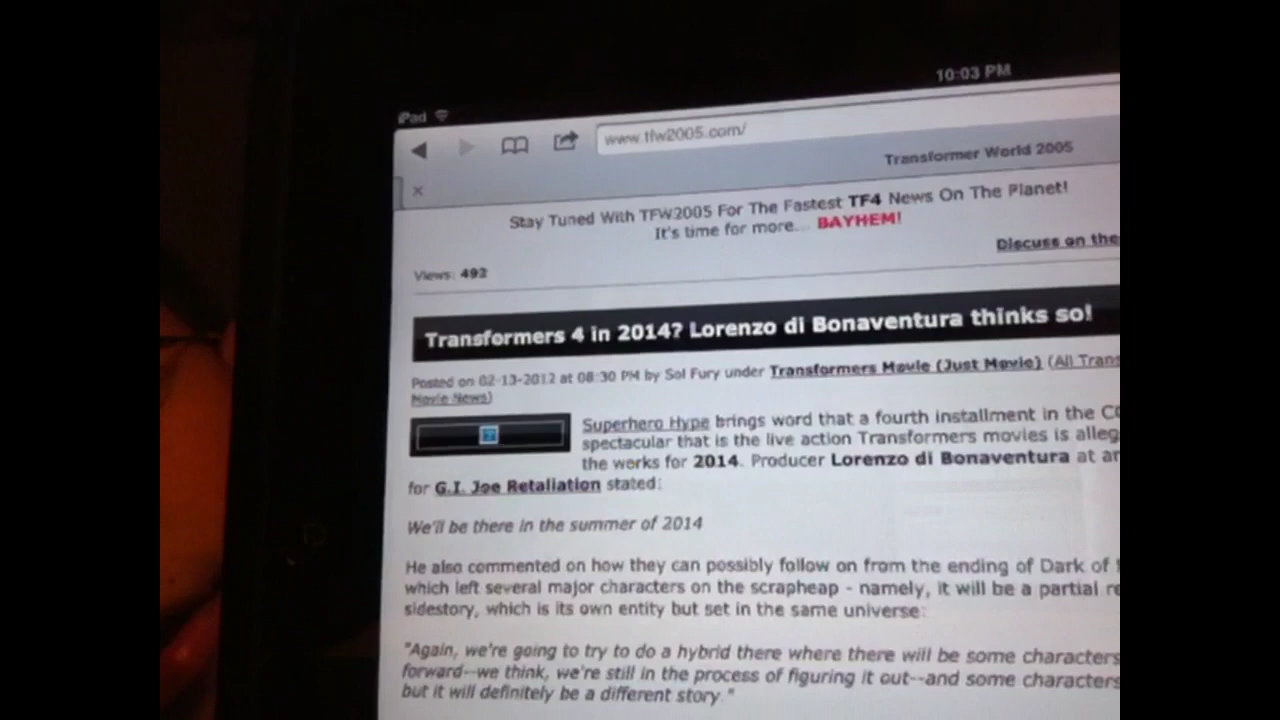 iPad
10:03 PM
www.tfw2005.com/
Transformer World 2005
Stay Tuned With TFW2005 For The Fastest TF4 News On The Planet!
It's time for more... BAYHEM!
Discuss on the
Views: 492
Transformers 4 in 2014? Lorenzo di Bonaventura thinks so!
Posted on 02-13-2012 at 08:30 PM by Sol Fury under Transformers Movie (Just Movie) (All Trans
Movie News)
Superhero Hype brings word that a fourth installment in the
spectacular that is the live action Transformers movies is alleg
the works for 2014. Producer Lorenzo di Bonaventura at
for G.I. Joe Retaliation stated:
We'll be there in the summer of 2014
He also commented on how they can possibly follow on from the ending of Dark of
which left several major characters on the scrapheap - namely, it will be a partial re
sidestory, which is its own entity but set in the same universe:
"Again, we're going to try to do a hybrid there where there will be some characters
forward--we think, we're still in the process of figuring it out--and some characters
but it will definitely be a different story."